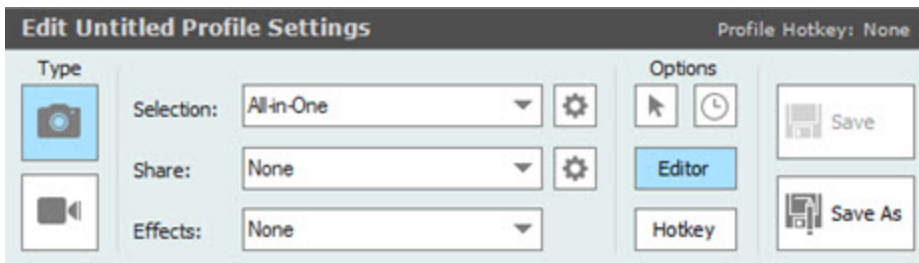 Edit Untitled Profile Settings
Profile Hotkey: None
Type
Options
Selection:
All-in-One
Save
Share:
None
Editor
Effects:
None
Hotkey
Save As